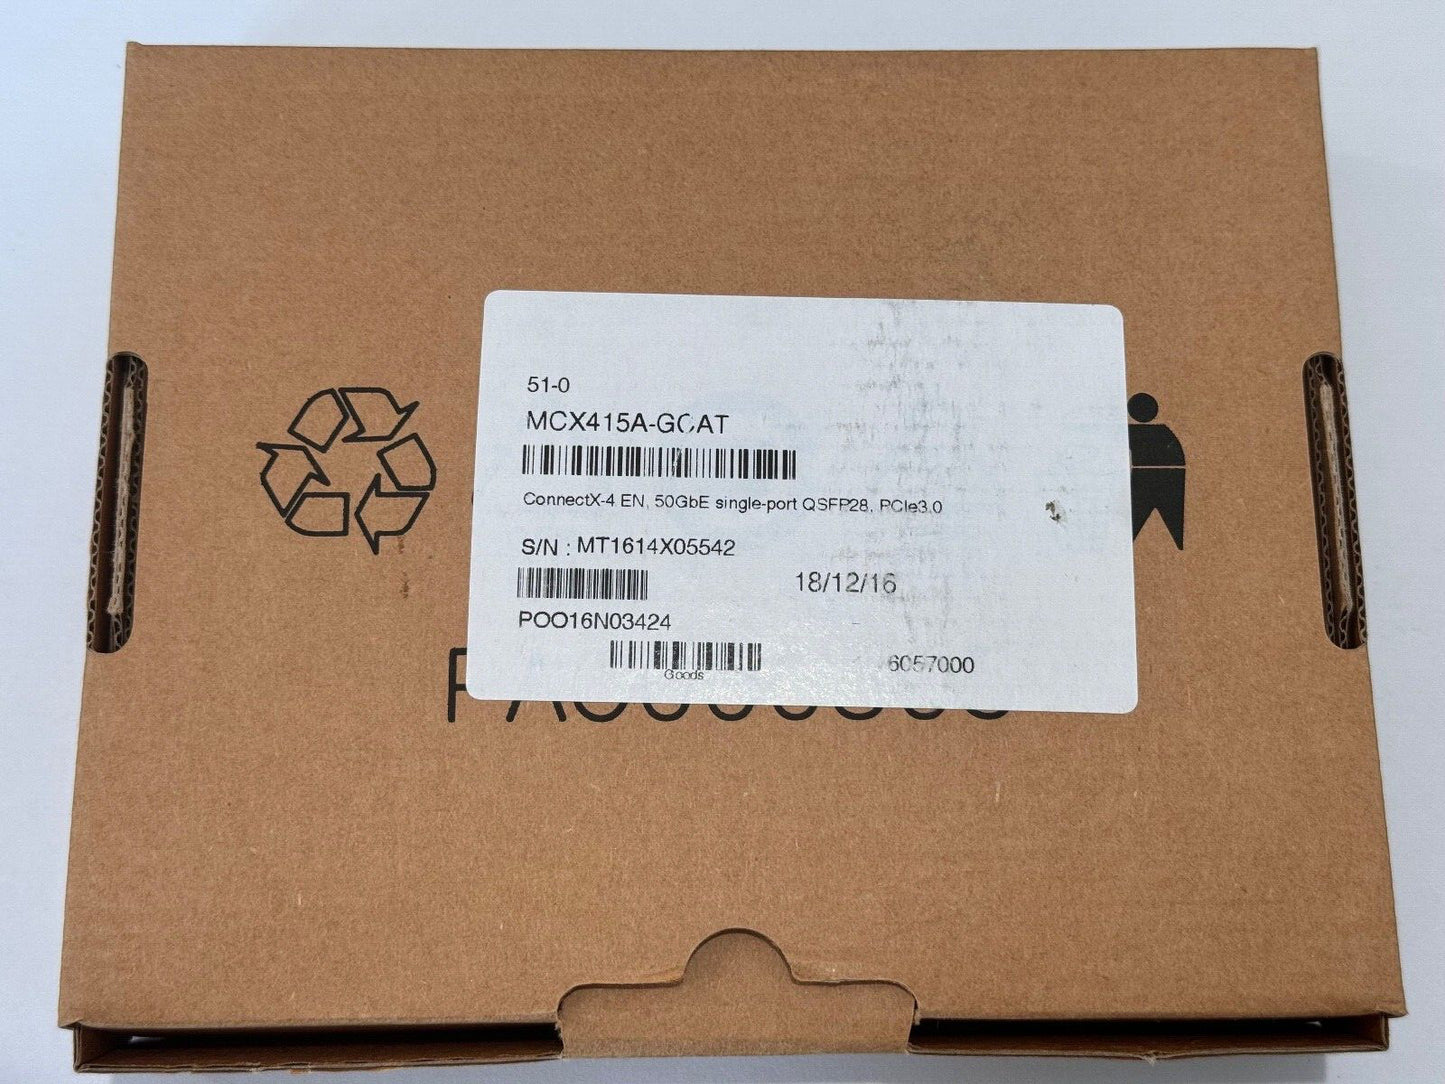 51-0
MCX415A-GCAT
ConnectX-4 EN, 50GbE single-port QSFP28, PCIe3.0
S/N : MT1614X05542
18/12/16
POO16N03424
Goods
6057000